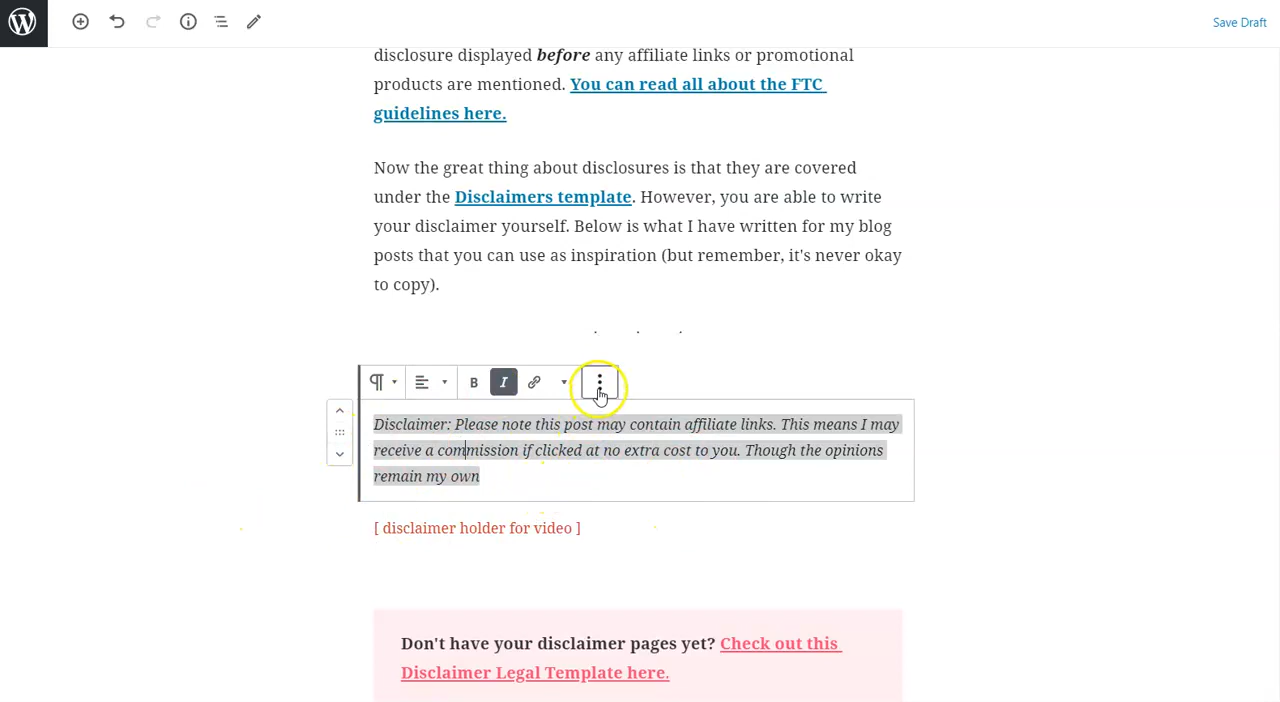 Save Draft
disclosure displayed before any affiliate links or promotional
products are mentioned. You can read all about the FTC
guidelines here.
Now the great thing about disclosures is that they are covered
under the Disclaimers template. However, you are able to write
your disclaimer yourself. Below is what I have written for my blog
posts that you can use as inspiration (but remember, it's never okay
to copy).
. . .
B I
Disclaimer: Please note this post may contain affiliate links. This means I may
receive a commission if clicked at no extra cost to you. Though the opinions
remain my own
[ disclaimer holder for video ]
Don't have your disclaimer pages yet? Check out this
Disclaimer Legal Template here.